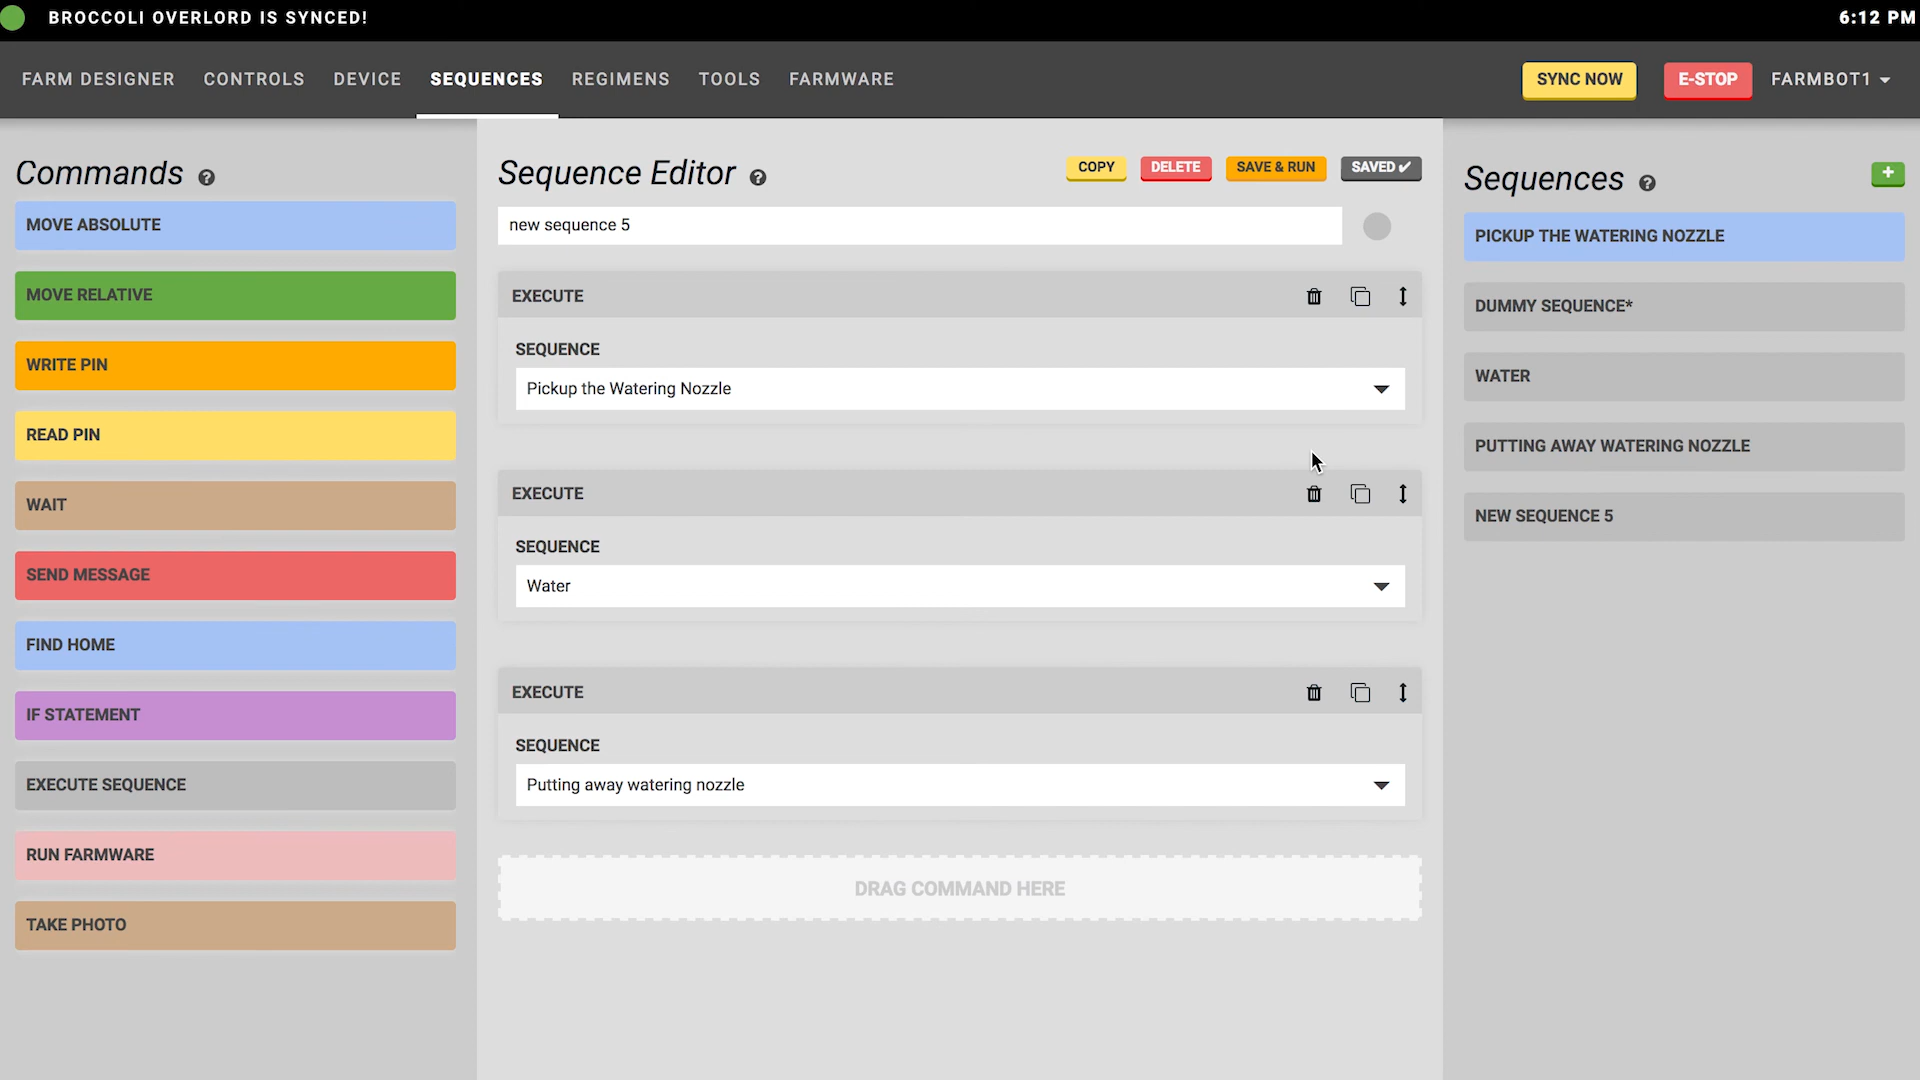 BROCCOLI OVERLORD IS SYNCED!
6:12 PM
FARM DESIGNER
CONTROLS
DEVICE
SEQUENCES
REGIMENS
TOOLS
FARMWARE
SYNC NOW
E-STOP
FARMBOT1
Commands
MOVE ABSOLUTE
MOVE RELATIVE
WRITE PIN
READ PIN
WAIT
SEND MESSAGE
FIND HOME
IF STATEMENT
EXECUTE SEQUENCE
RUN FARMWARE
TAKE PHOTO
Sequence Editor
COPY
DELETE
SAVE & RUN
SAVED ✔
new sequence 5
EXECUTE
SEQUENCE
Pickup the Watering Nozzle
EXECUTE
SEQUENCE
Water
EXECUTE
SEQUENCE
Putting away watering nozzle
DRAG COMMAND HERE
Sequences
+
PICKUP THE WATERING NOZZLE
DUMMY SEQUENCE*
WATER
PUTTING AWAY WATERING NOZZLE
NEW SEQUENCE 5